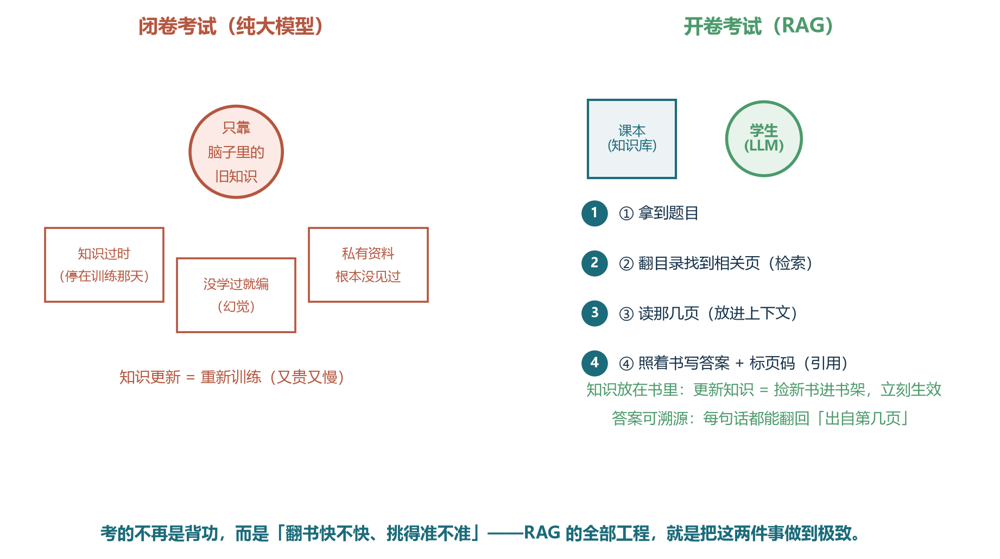 闭卷考试（纯大模型）
只靠
脑子里的
旧知识
知识过时
（停在训练那天）
没学过就编
（幻觉）
私有资料
根本没见过
知识更新 = 重新训练（又贵又慢）
开卷考试（RAG）
课本
(知识库)
学生
(LLM)
1 ① 拿到题目
2 ② 翻目录找到相关页（检索）
3 ③ 读那几页（放进上下文）
4 ④ 照着书写答案 + 标页码（引用）
知识放在书里：更新知识 = 捡新书进书架，立刻生效
答案可溯源：每句话都能翻回「出自第几页」
考的不再是背功，而是「翻书快不快、挑得准不准」——RAG 的全部工程，就是把这两件事做到极致。